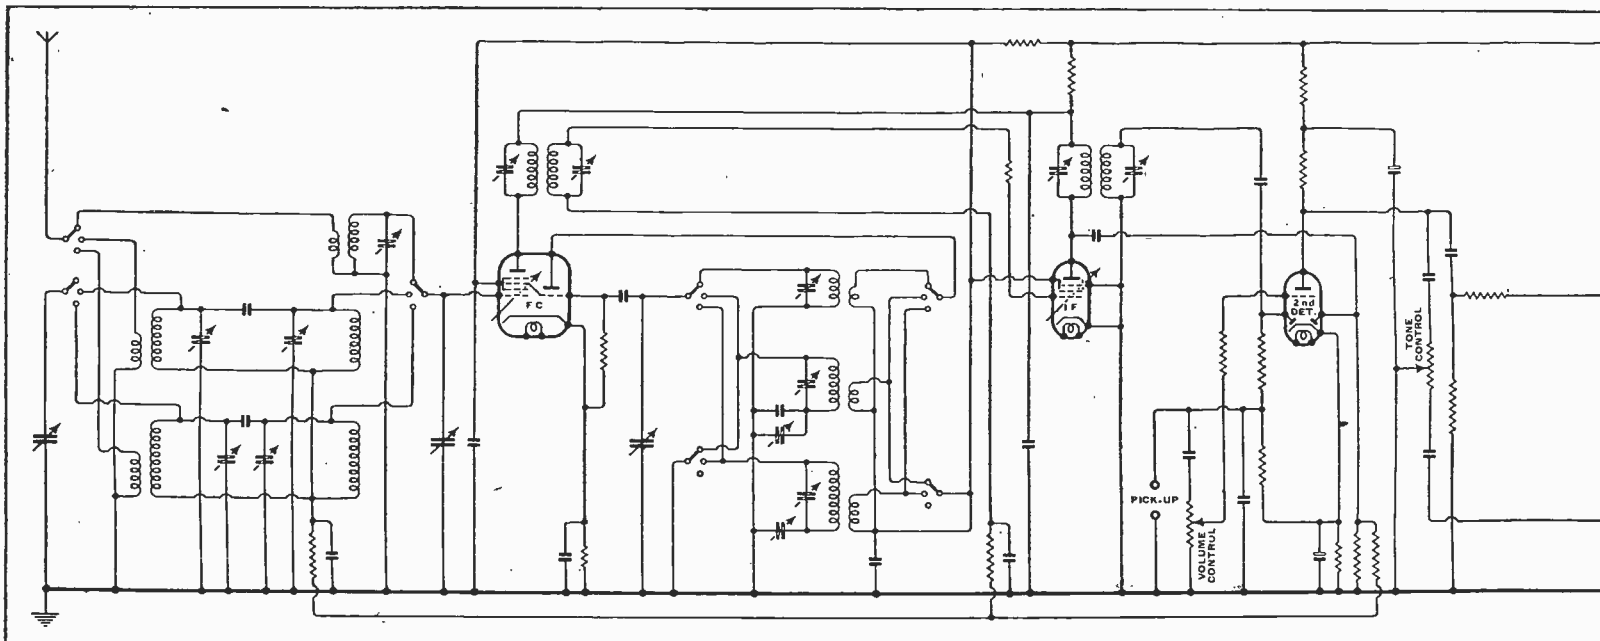 FC
IF
2nd
DET.
TONE
CONTROL
PICK-UP
VOLUME
CONTROL